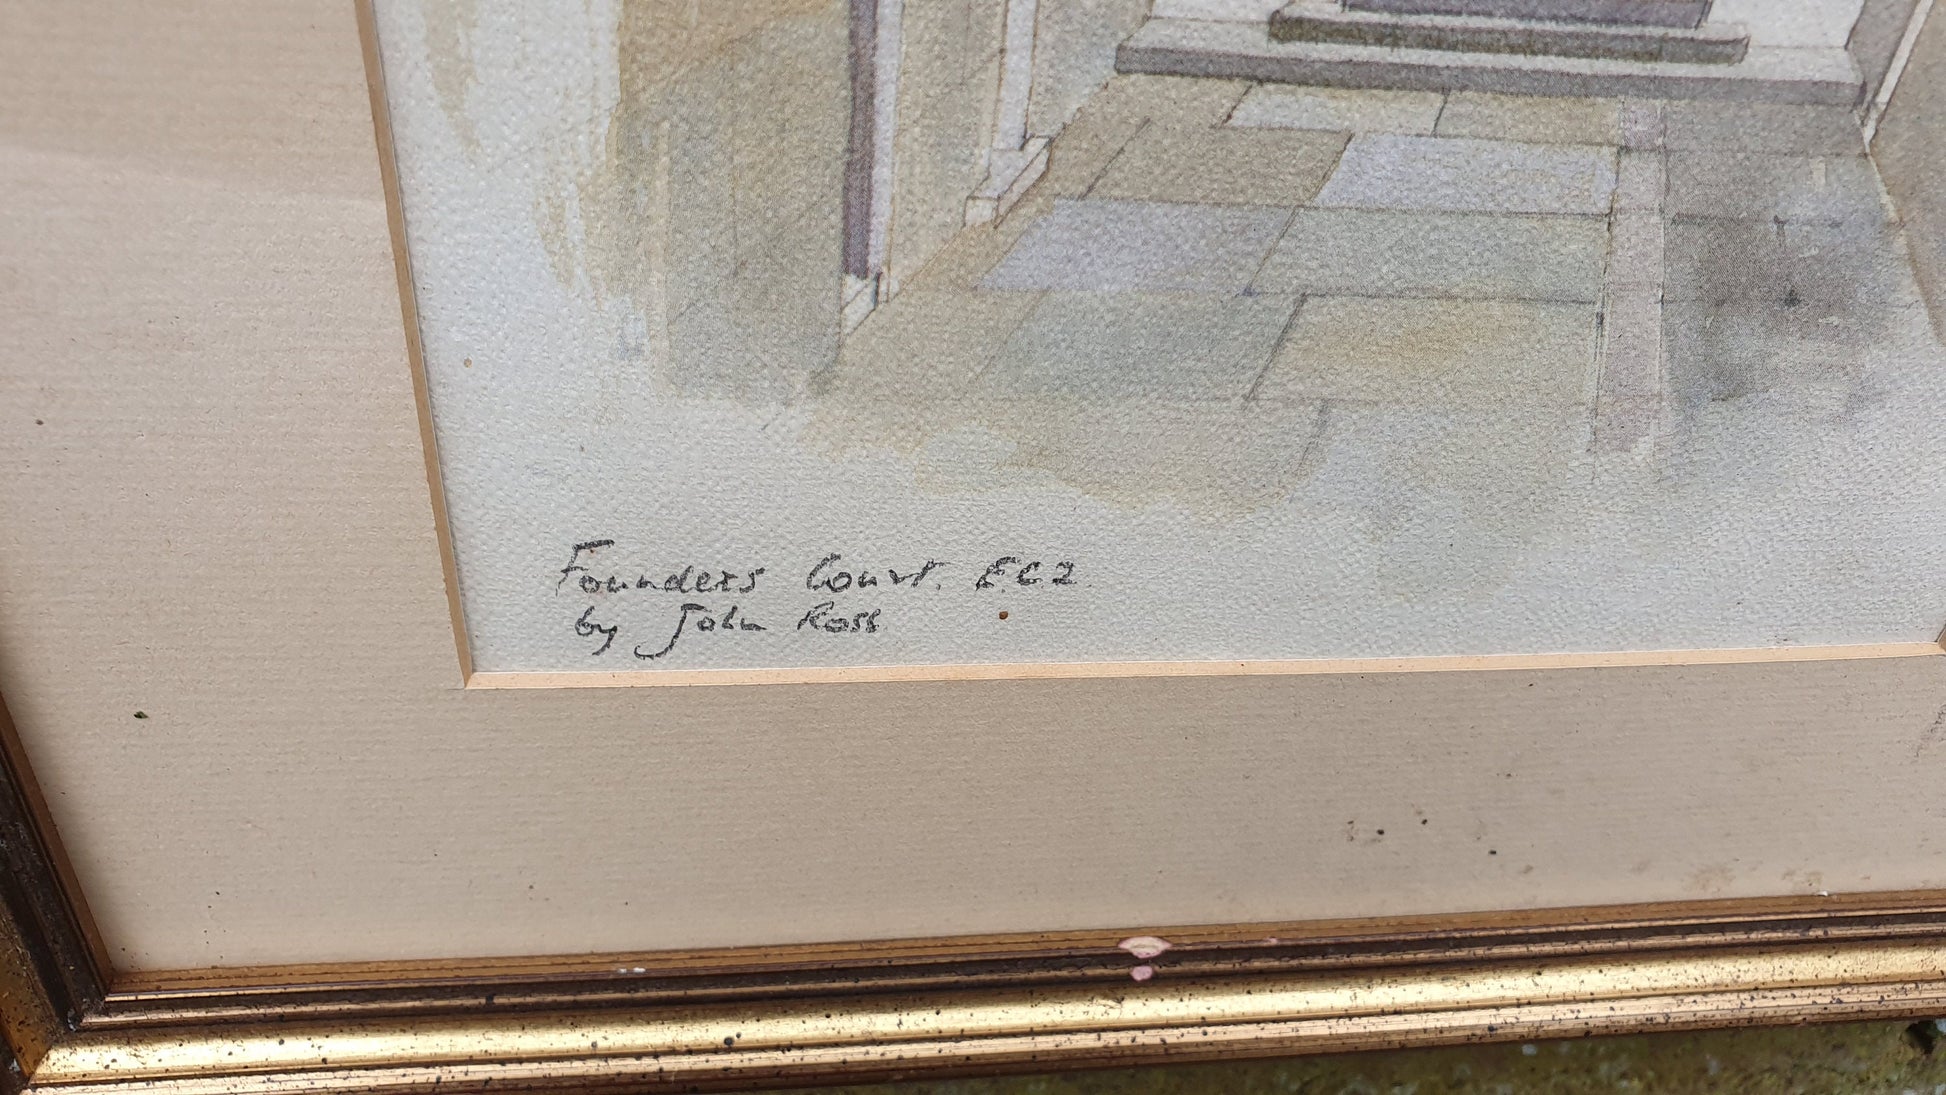 Founders Court. EC2.
by John Ross